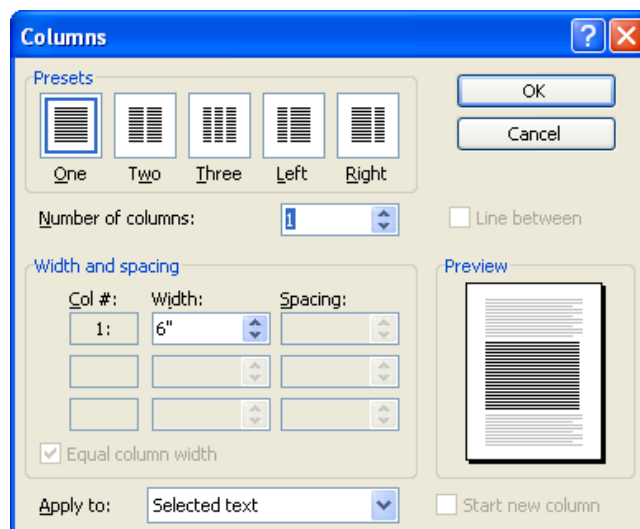 Columns
Presets
One Two Three Left Right
OK
Cancel
Number of columns: 1
Line between
Width and spacing
Col #: Width: Spacing:
1: 6"
Equal column width
Preview
Apply to: Selected text
Start new column